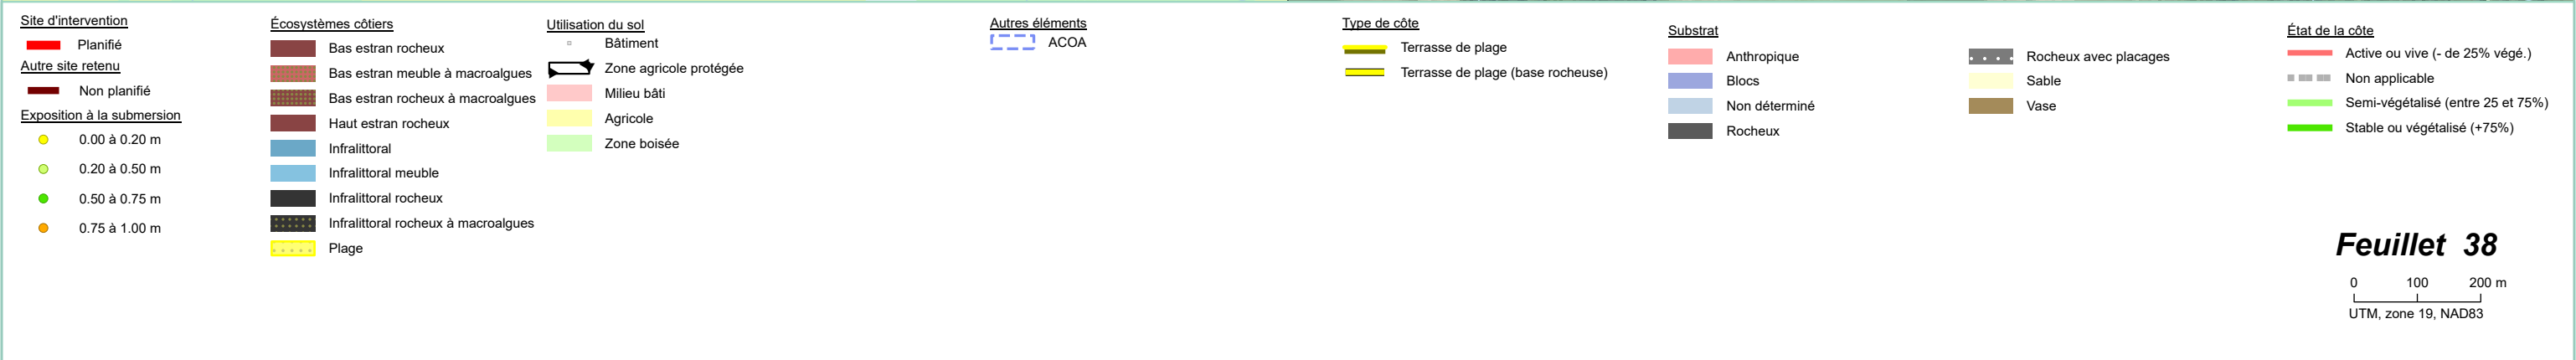 Site d'intervention
Planifié
Autre site retenu
Non planifié
Exposition à la submersion
0.00 à 0.20 m
0.20 à 0.50 m
0.50 à 0.75 m
0.75 à 1.00 m
Écosystèmes côtiers
Bas estran rocheux
Bas estran meuble à macroalgues
Bas estran rocheux à macroalgues
Haut estran rocheux
Infralittoral
Infralittoral meuble
Infralittoral rocheux
Infralittoral rocheux à macroalgues
Plage
Utilisation du sol
Bâtiment
Zone agricole protégée
Milieu bâti
Agricole
Zone boisée
Autres éléments
ACOA
Type de côte
Terrasse de plage
Terrasse de plage (base rocheuse)
Substrat
Anthropique
Blocs
Non déterminé
Rocheux
Rocheux avec placages
Sable
Vase
État de la côte
Active ou vive (- de 25% végé.)
Non applicable
Semi-végétalisé (entre 25 et 75%)
Stable ou végétalisé (+75%)
Feuillet 38
0 100 200 m
UTM, zone 19, NAD83